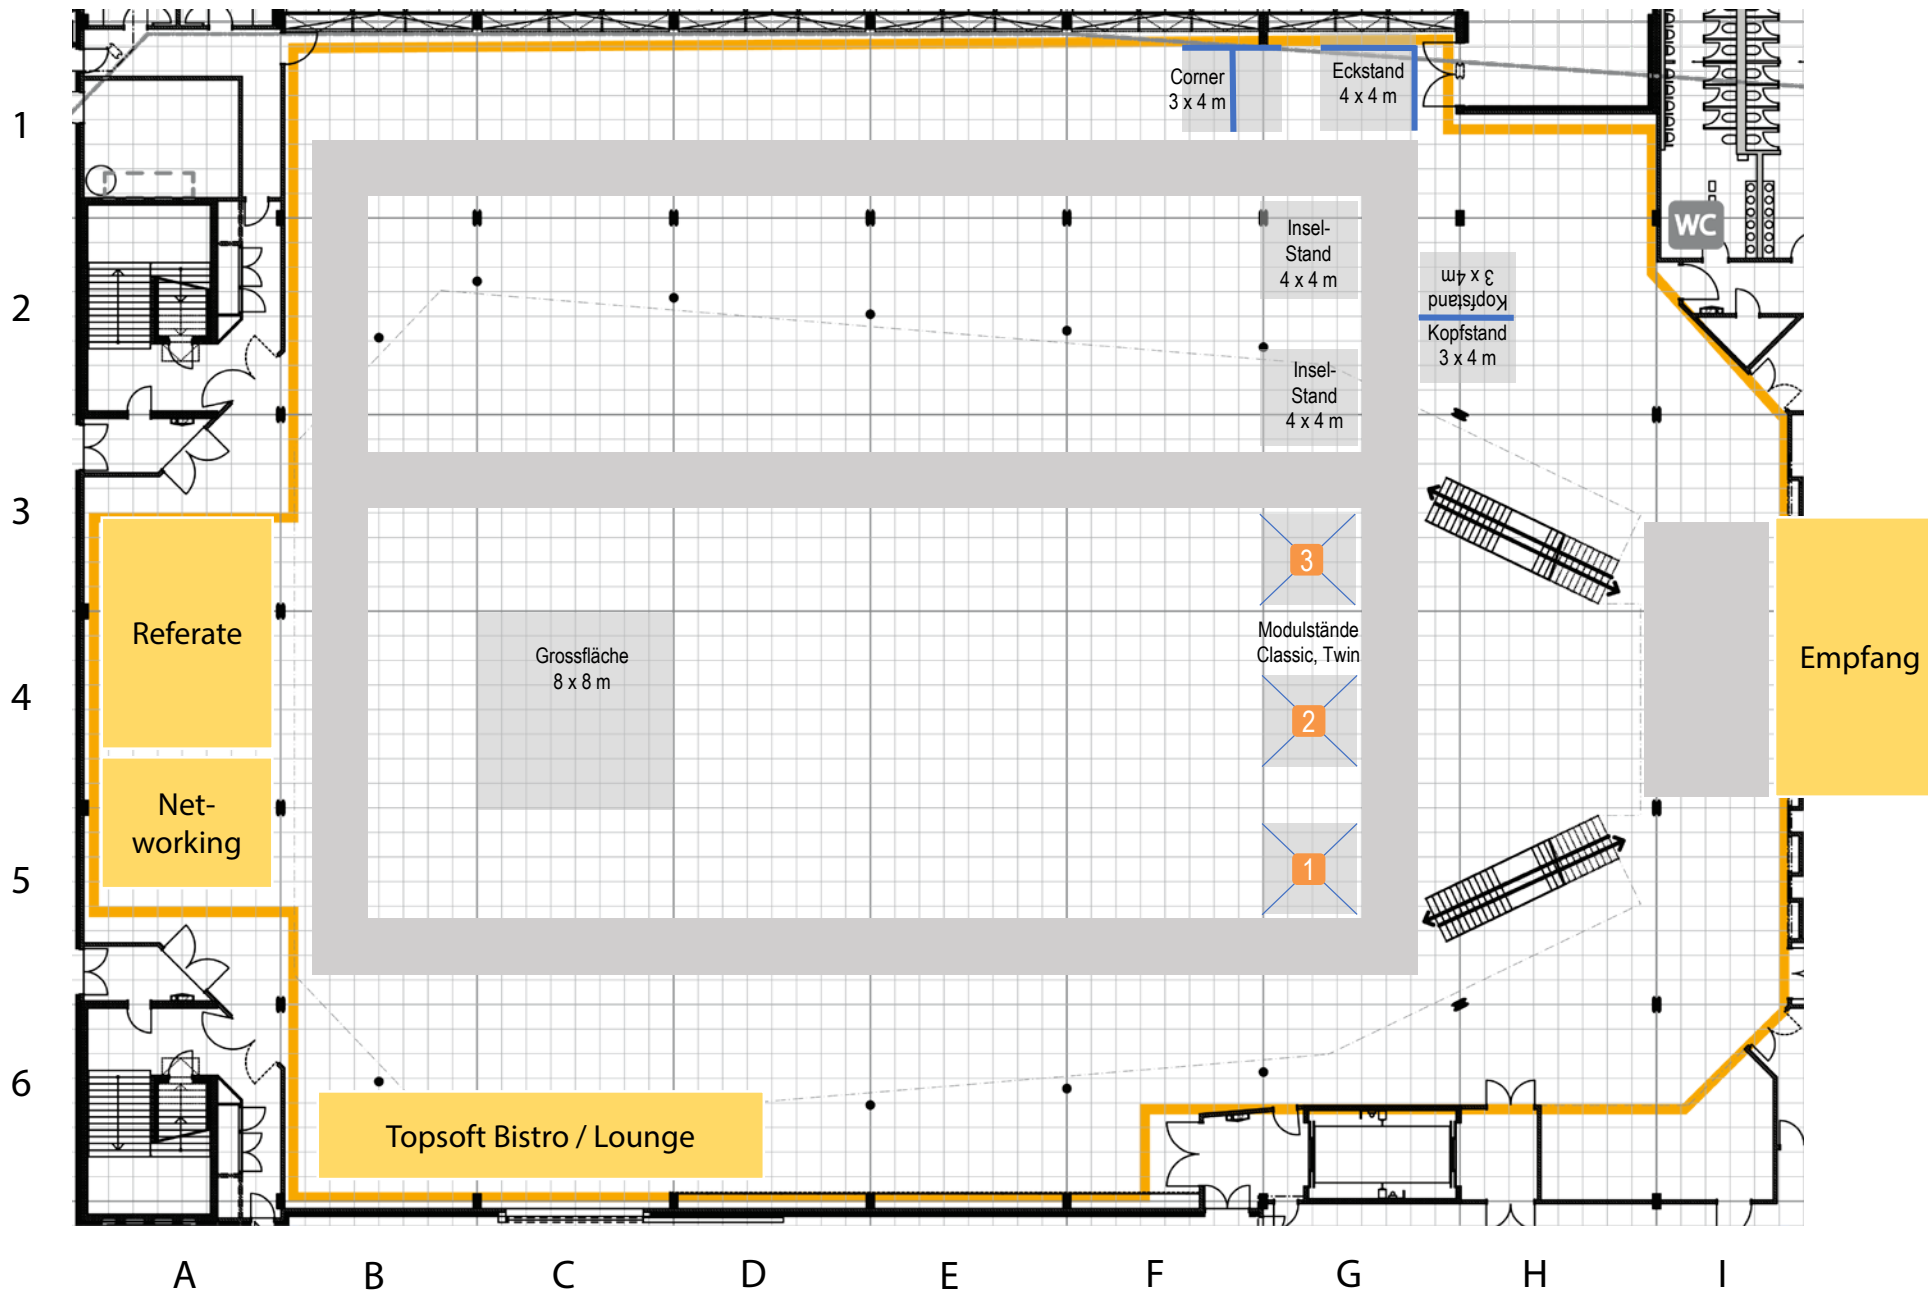 Corner
3 x 4 m
Eckstand
4 x 4 m
1
WC
Insel-
Stand
4 x 4 m
Kopfstand
3 x 4m
Kopfstand
3 x 4 m
2
Insel-
Stand
4 x 4 m
3
3
Referate
Modulstände
Classic, Twin
Grossfläche
8 x 8 m
Empfang
4
2
Net-
working
5
1
6
Topsoft Bistro / Lounge
A
B
C
D
E
F
G
H
I